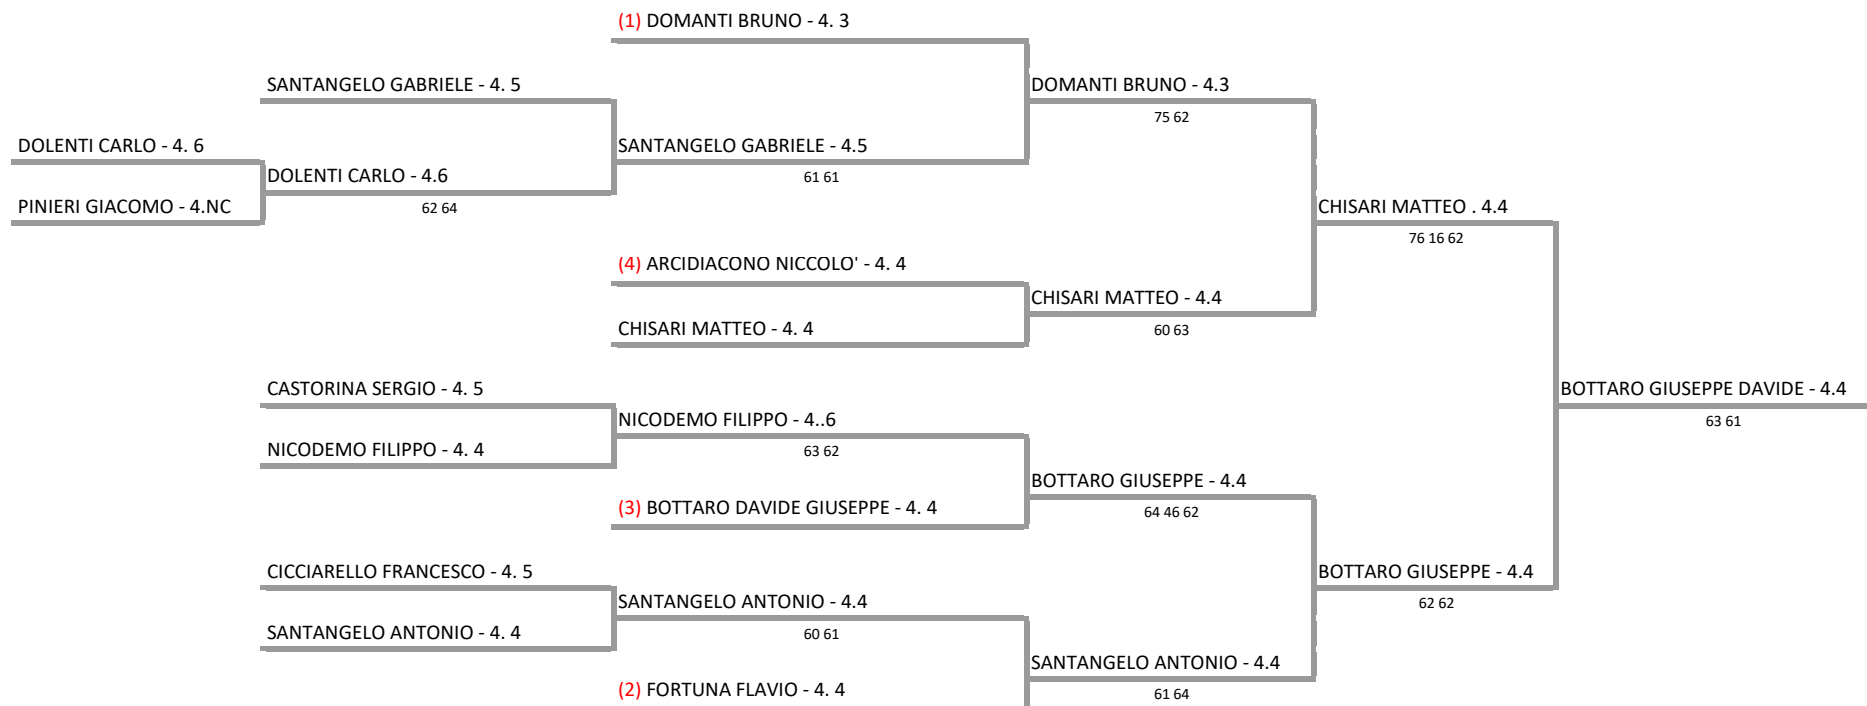 (1) DOMANTI BRUNO - 4. 3
SANTANGELO GABRIELE - 4. 5
DOMANTI BRUNO - 4.3
75 62
DOLENTI CARLO - 4. 6
SANTANGELO GABRIELE - 4.5
DOLENTI CARLO - 4.6
61 61
PINIERI GIACOMO - 4.NC
62 64
CHISARI MATTEO . 4.4
76 16 62
(4) ARCIDIACONO NICCOLO' - 4. 4
CHISARI MATTEO - 4.4
CHISARI MATTEO - 4. 4
60 63
CASTORINA SERGIO - 4. 5
BOTTARO GIUSEPPE DAVIDE - 4.4
NICODEMO FILIPPO - 4..6
63 61
NICODEMO FILIPPO - 4. 4
63 62
BOTTARO GIUSEPPE - 4.4
(3) BOTTARO DAVIDE GIUSEPPE - 4. 4
64 46 62
CICCIARELLO FRANCESCO - 4. 5
BOTTARO GIUSEPPE - 4.4
SANTANGELO ANTONIO - 4.4
62 62
SANTANGELO ANTONIO - 4. 4
60 61
SANTANGELO ANTONIO - 4.4
(2) FORTUNA FLAVIO - 4. 4
61 64